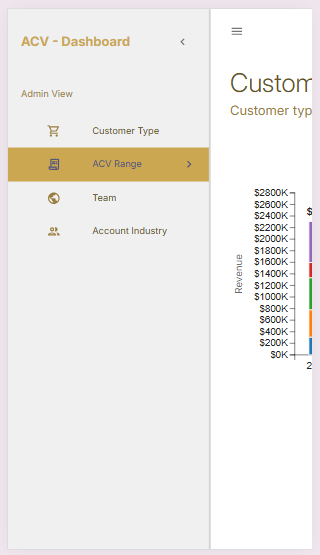 ACV - Dashboard
Admin View
Customer Type
ACV Range
Team
Account Industry
Custom
Customer typ
Revenue
$2800K
$2600K
$2400K
$2200K
$2000K
$1800K
$1600K
$1400K
$1200K
$1000K
$800K
$600K
$400K
$200K
$0K
$
2